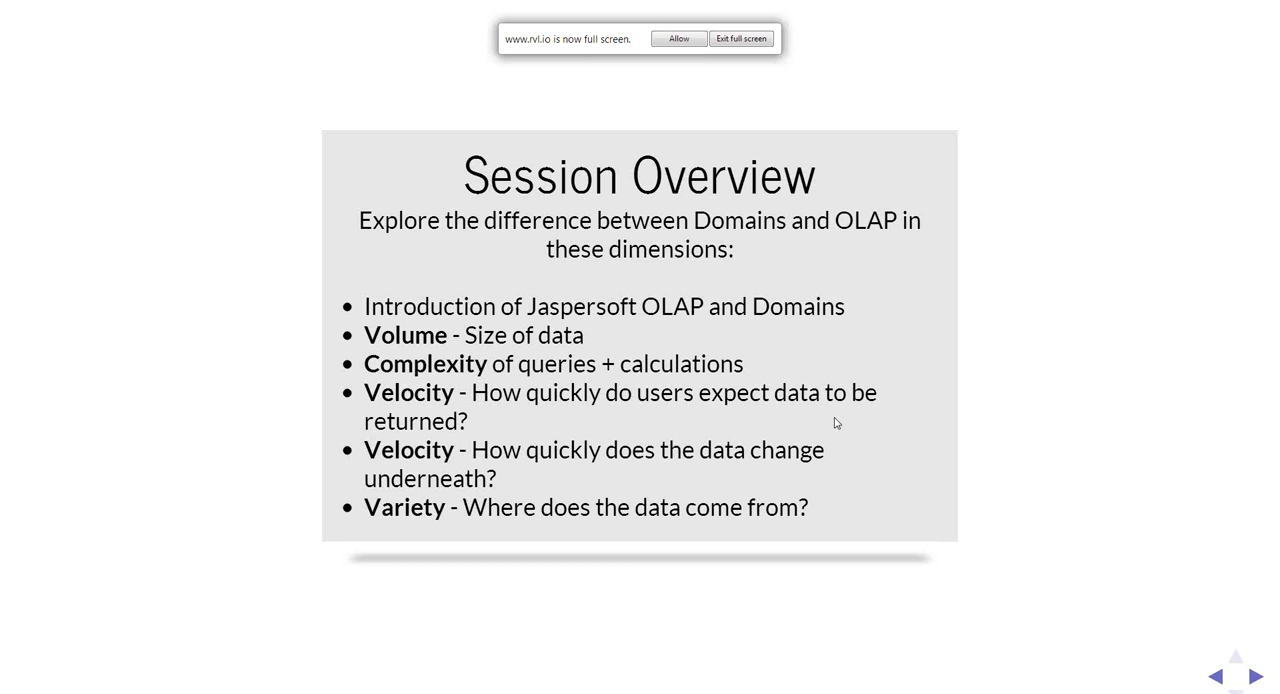 www.rvl.io is now full screen.
Allow
Exit full screen
Session Overview
Explore the difference between Domains and OLAP in
these dimensions:
• Introduction of Jaspersoft OLAP and Domains
• Volume - Size of data
• Complexity of queries + calculations
• Velocity - How quickly do users expect data to be
returned?
• Velocity - How quickly does the data change
underneath?
• Variety - Where does the data come from?